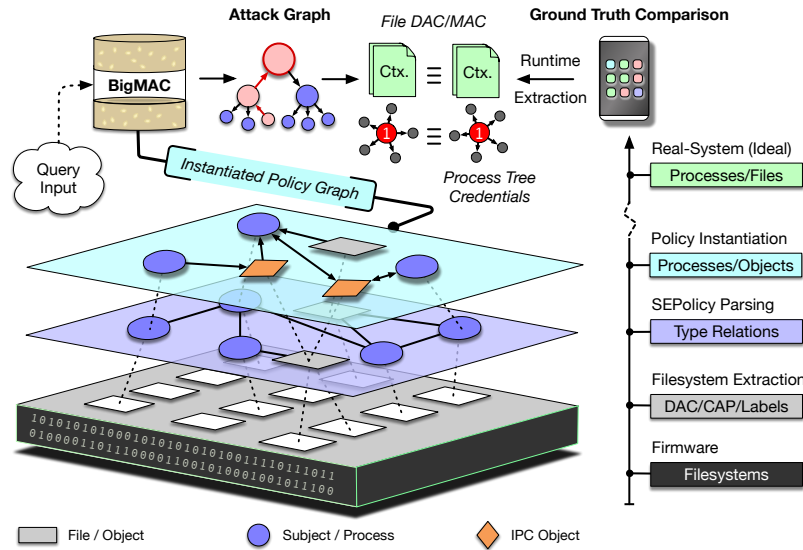 Attack Graph
File DAC/MAC
Ground Truth Comparison
BigMAC
Ctx.
Ctx.
Runtime
Extraction
1
1
Query
Input
Instantiated Policy Graph
Process Tree
Credentials
Real-System (Ideal)
Processes/Files
Policy Instantiation
Processes/Objects
SEPolicy Parsing
Type Relations
Filesystem Extraction
DAC/CAP/Labels
Firmware
Filesystems
File / Object
Subject / Process
IPC Object